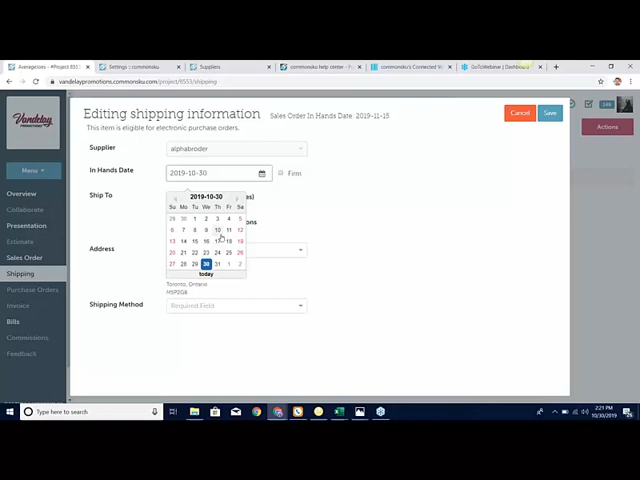 Settings :: commonsku
Suppliers
commonsku help center - P
commonsku's Connected W
GoToWebinar | Dashboard
vandelaypromotions.commonsku.com/project/8553/shipping
Vandelay
PROMOTIONS
Menu
Overview
Collaborate
Presentation
Estimate
Sales Order
Shipping
Purchase Orders
Invoice
Bills
Commissions
Feedback
Actions
Editing shipping information
Sales Order In Hands Date 2019-11-15
Cancel
Save
This item is eligible for electronic purchase orders.
Supplier
alphabroder
In Hands Date
2019-10-30
Firm
Ship To
2019-10-30
Su Mo Tu We Th Fr Sa
29 30 1 2 3 4 5
6 7 8 9 10 11 12
13 14 15 16 17 18 19
20 21 22 23 24 25 26
27 28 29 30 31 1 2
today
Address
Toronto, Ontario
Shipping Method
Required Field
Type here to search
2:21 PM
10/30/2019